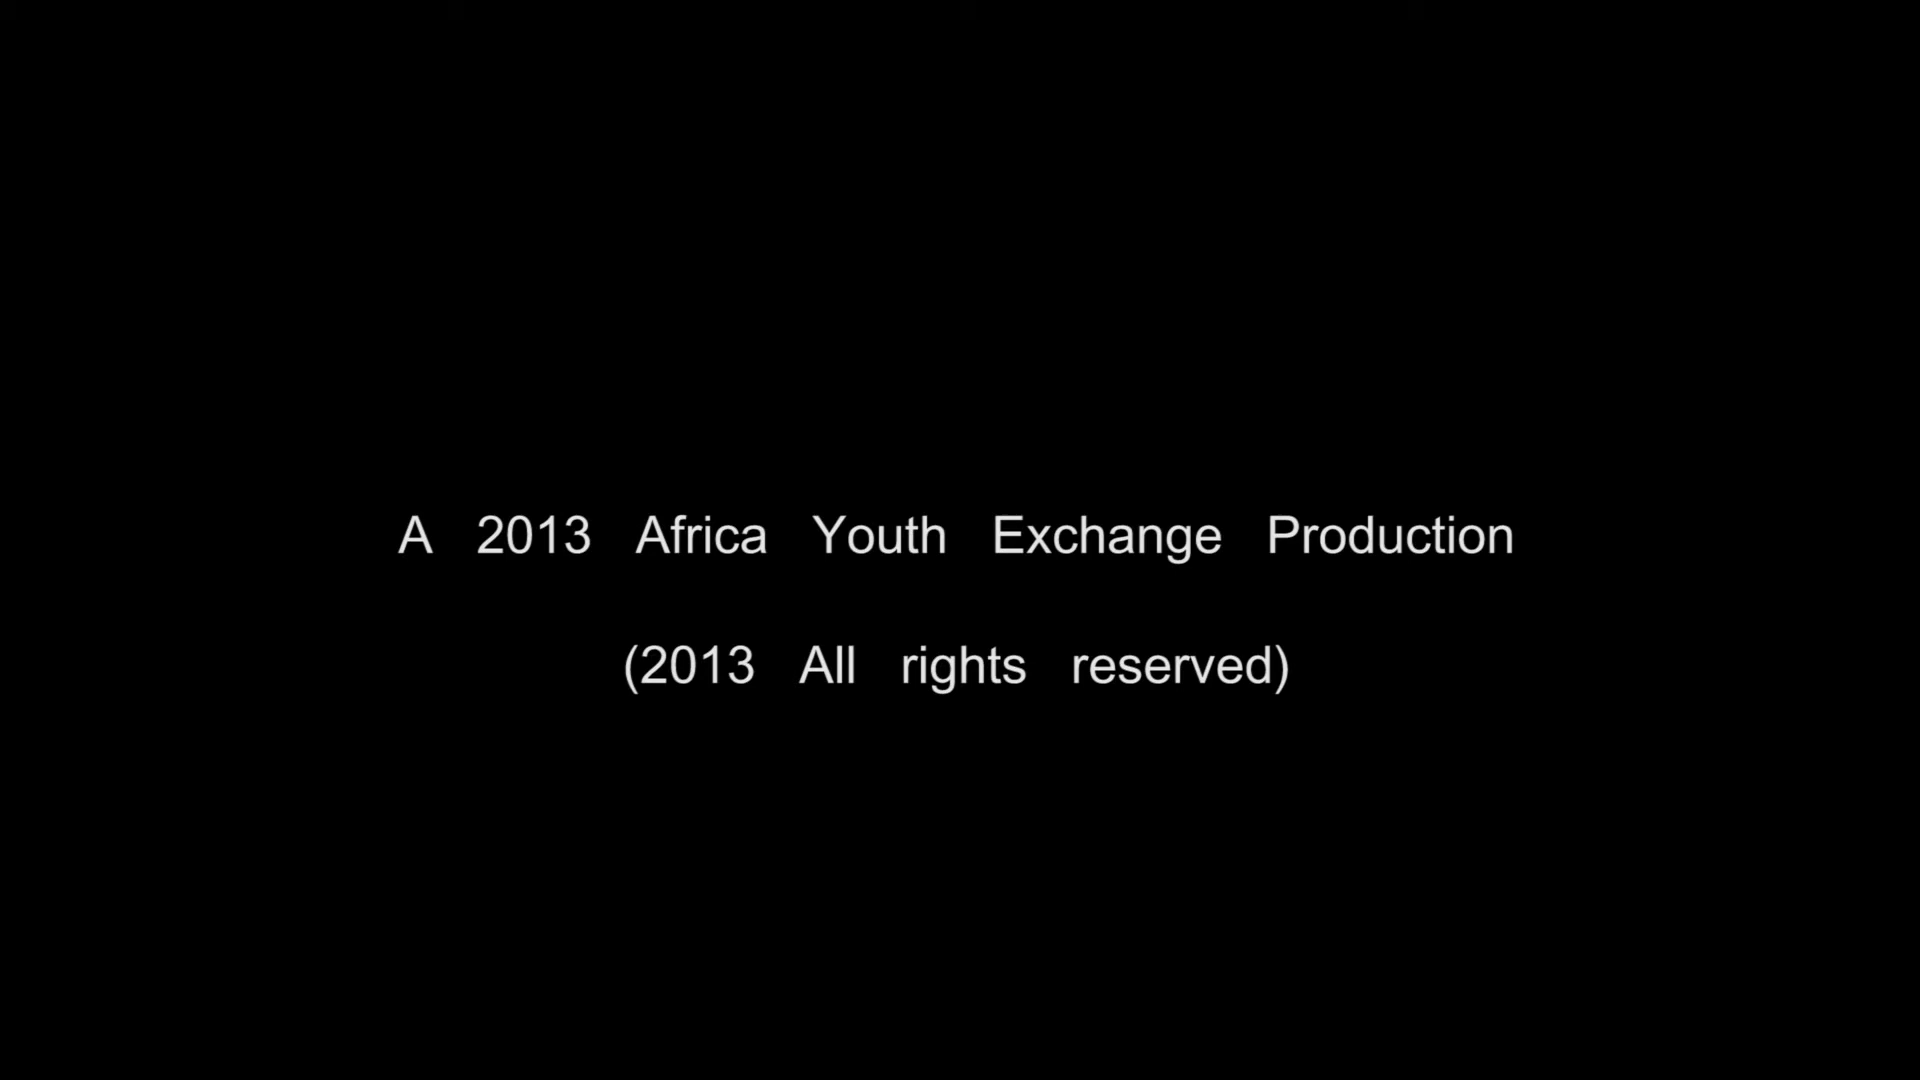 A 2013 Africa Youth Exchange Production
(2013 All rights reserved)